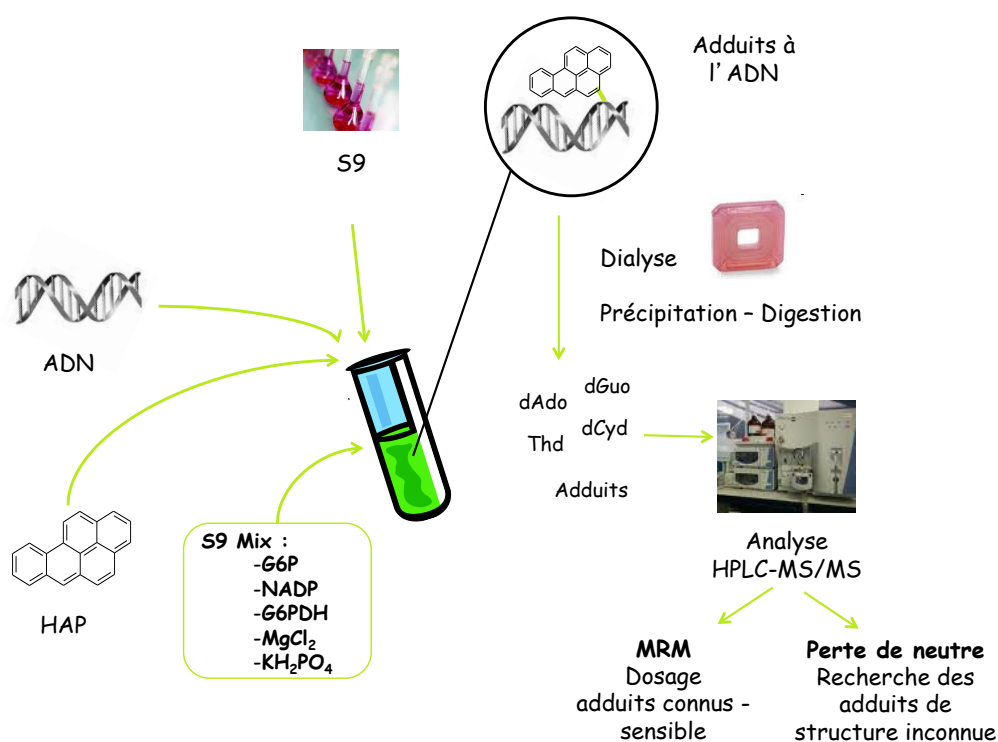 Adduits à
l’ADN
S9
Dialyse
Précipitation – Digestion
ADN
dAdo
dGuo
Thd
dCyd
Adduits
S9 Mix :
-G6P
-NADP
-G6PDH
-MgCl₂
-KH₂PO₄
HAP
Analyse
HPLC-MS/MS
MRM
Dosage
adduits connus -
sensible
Perte de neutre
Recherche des
adduits de
structure inconnue